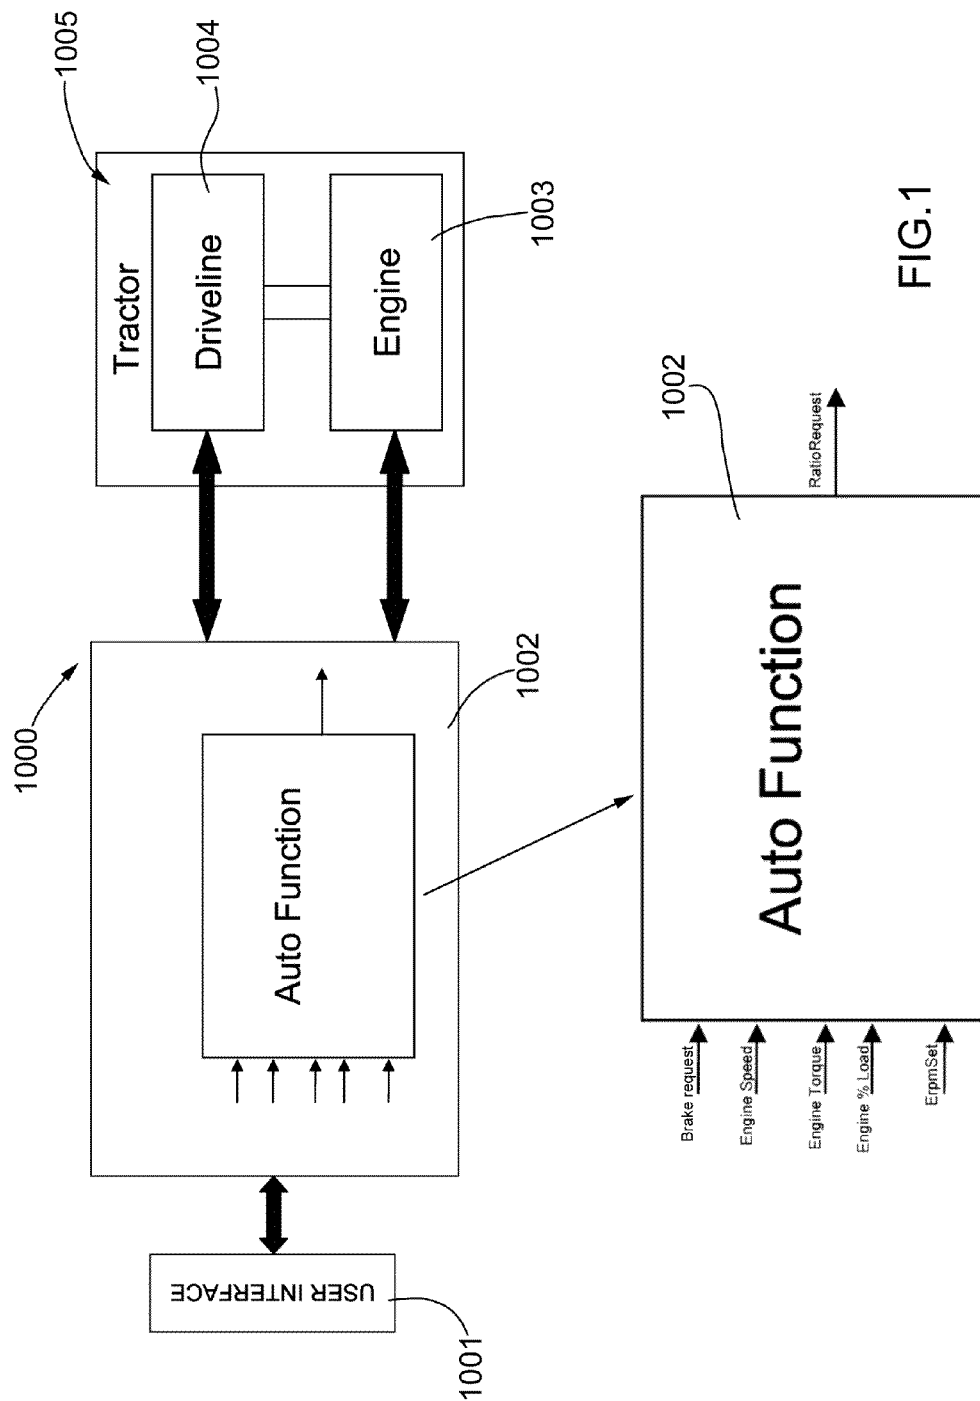 1000
1005
Tractor
1004
Driveline
Engine
1003
USER INTERFACE
1001
Auto Function
1002
Brake request
Engine Speed
Engine Torque
Engine % Load
ErpmSet
Auto Function
1002
RatioRequest
FIG.1